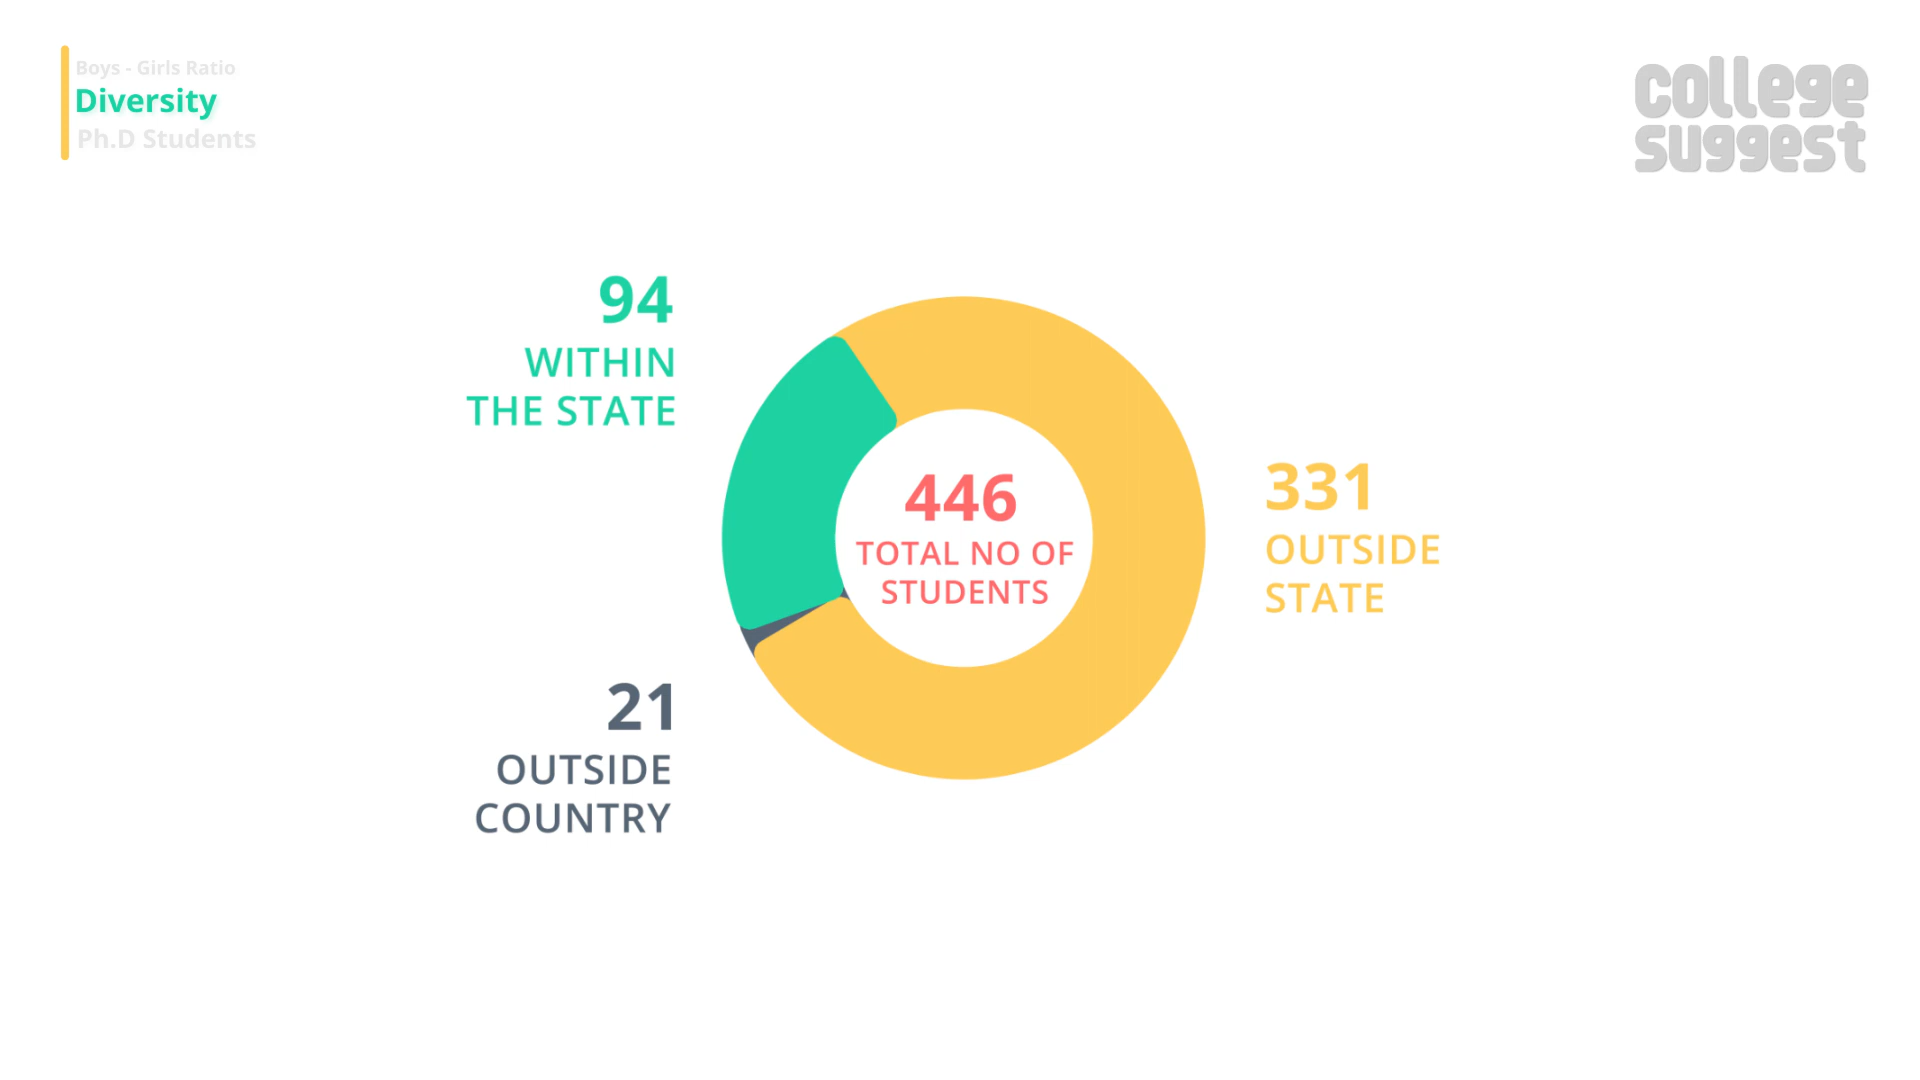 Boys - Girls Ratio
Diversity
Ph.D Students
college
suggest
94
WITHIN
THE STATE
446
TOTAL NO OF
STUDENTS
331
OUTSIDE
STATE
21
OUTSIDE
COUNTRY